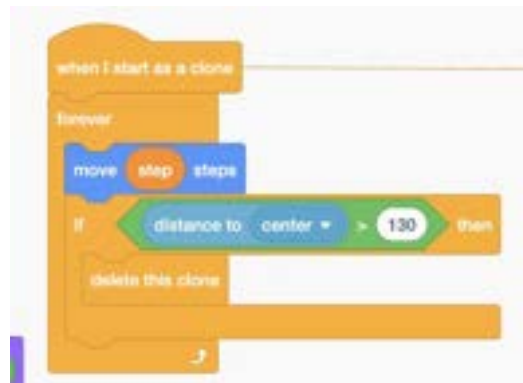 when I start as a clone
forever
move step steps
if distance to center > 130 then
delete this clone